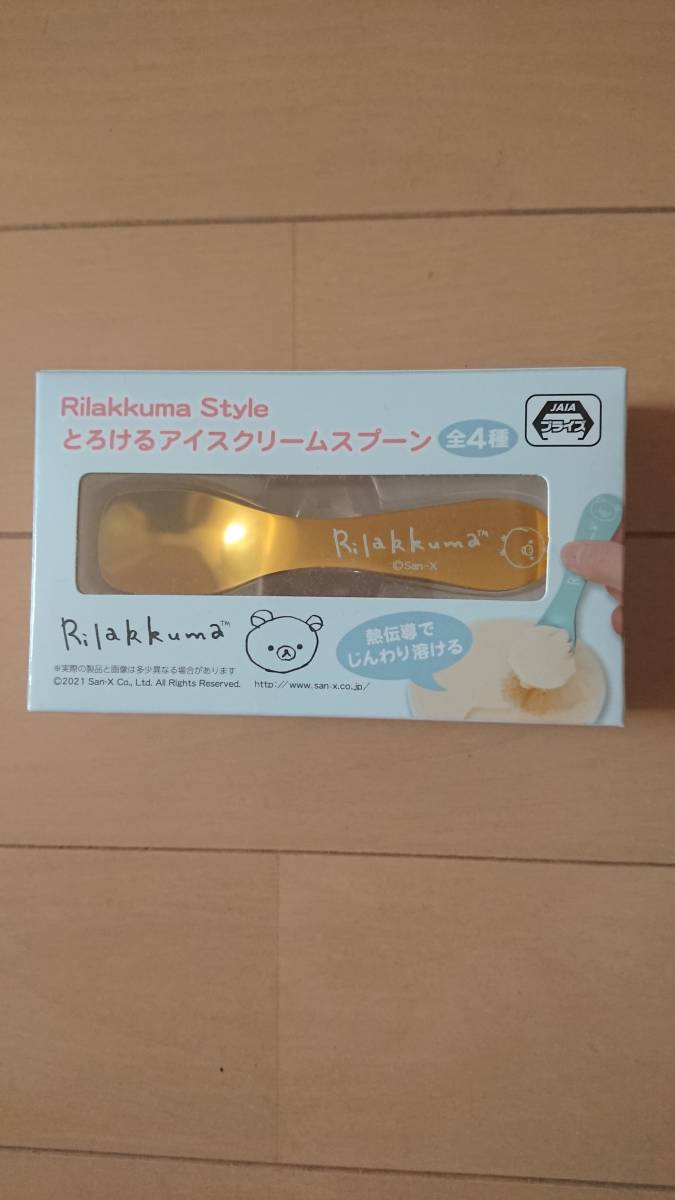 Rilakkuma Style
とろけるアイスクリームスプーン 全4種
JAIA
プライズ
Rilakkuma™
©San-X
Rilakkuma™
熱伝導で
じんわり溶ける
※実際の製品と画像は多少異なる場合があります
©2021 San-X Co., Ltd. All Rights Reserved. http://www.san-x.co.jp/